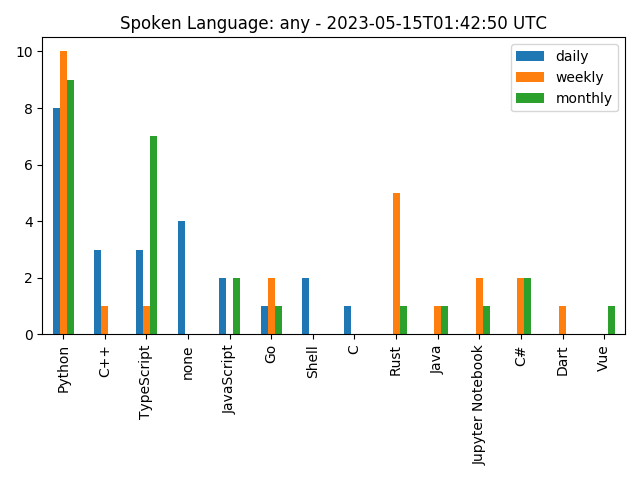 Spoken Language: any - 2023-05-15T01:42:50 UTC
daily
weekly
monthly
10
8
6
4
2
0
Python
C++
TypeScript
none
JavaScript
Go
Shell
C
Rust
Java
Jupyter Notebook
C#
Dart
Vue